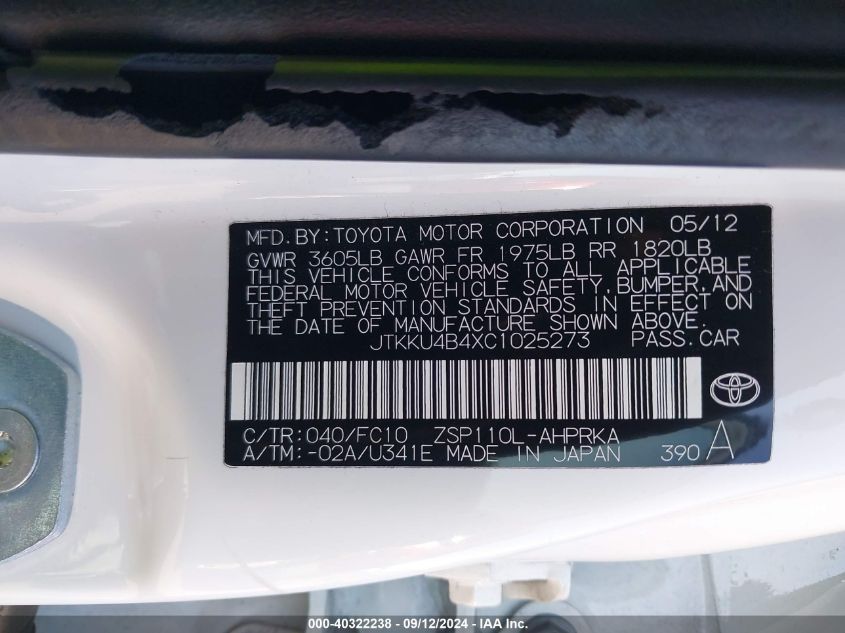 MFD.BY:TOYOTA MOTOR CORPORATION 05/12
GVWR 3605LB GAWR FR 1975LB RR 1820LB
THIS VEHICLE CONFORMS TO ALL APPLICABLE
FEDERAL MOTOR VEHICLE SAFETY,BUMPER,AND
THEFT PREVENTION STANDARDS IN EFFECT ON
THE DATE OF MANUFACTURE SHOWN ABOVE.
JTKKU4B4XC1025273 PASS.CAR
C/TR:040/FC10 ZSP110L-AHPRKA
A/TM:-02A/U341E MADE IN JAPAN 390 A
000-40322238 - 09/12/2024 - IAA Inc.